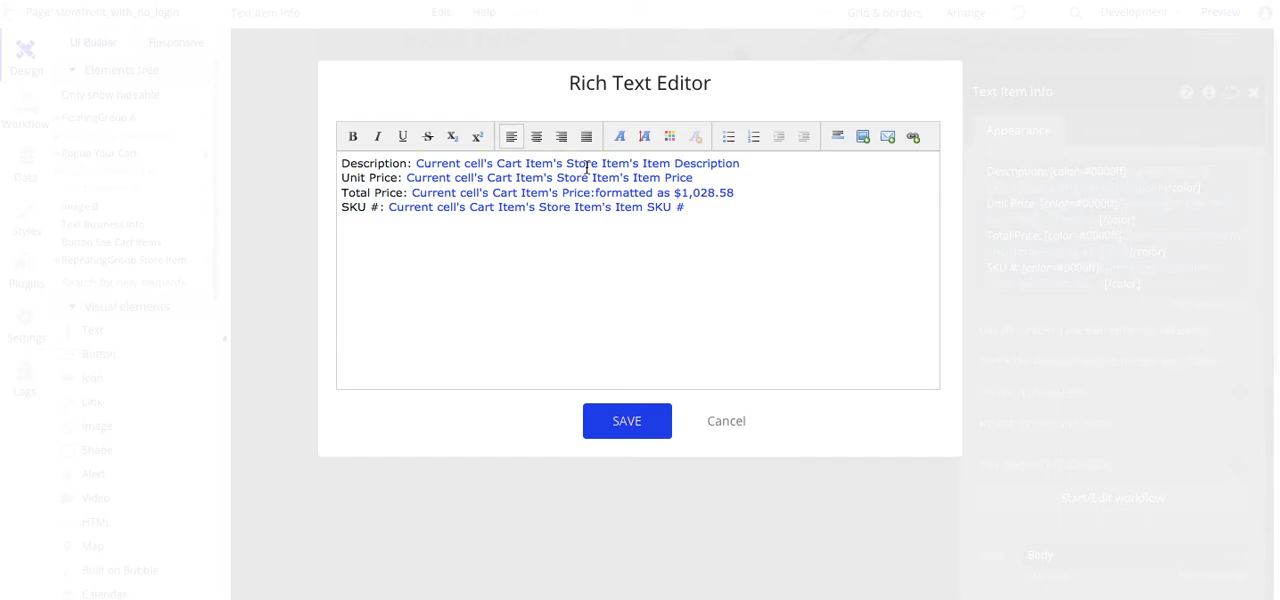 Page: storefront_with_no_login
Text Item Info
Edit
Help
Grid & borders
Arrange
Development
Preview
UI Builder
Responsive
Design
Elements tree
Only show hideable
FloatingGroup A
Workflow
Popup Your Cart
Data
Image B
Styles
Text Business Info
Button See Cart Items
RepeatingGroup Store Item
Plugins
Search for new elements
Visual elements
Settings
Text
Button
Logs
Icon
Link
Image
Shape
Alert
Video
HTML
Map
Built on Bubble
Calendar
Rich Text Editor
Description: Current cell's Cart Item's Store Item's Item Description
Unit Price: Current cell's Cart Item's Store Item's Item Price
Total Price: Current cell's Cart Item's Price:formatted as $1,028.58
SKU #: Current cell's Cart Item's Store Item's Item SKU #
SAVE
Cancel
Text Item Info
Appearance
Description: [color=#0000ff]
[/color]
Unit Price: [color=#0000ff]
Total Price: [color=#0000ff]
[/color]
SKU #: [color=#0000ff]
[/color]
Start/Edit workflow
Body